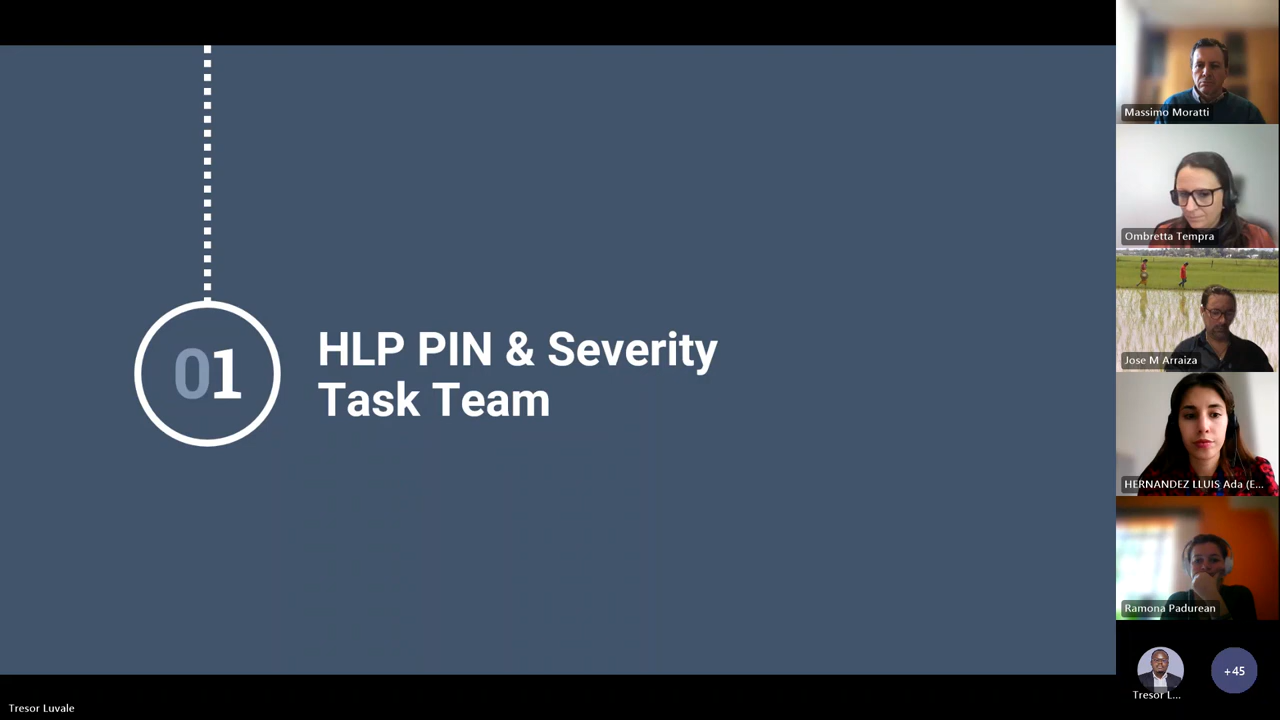 01
HLP PIN & Severity
Task Team
Massimo Moratti
Ombretta Tempra
Jose M Arraiza
HERNANDEZ LLUIS Ada (E...
Ramona Padurean
Tresor L...
+45
Tresor Luvale